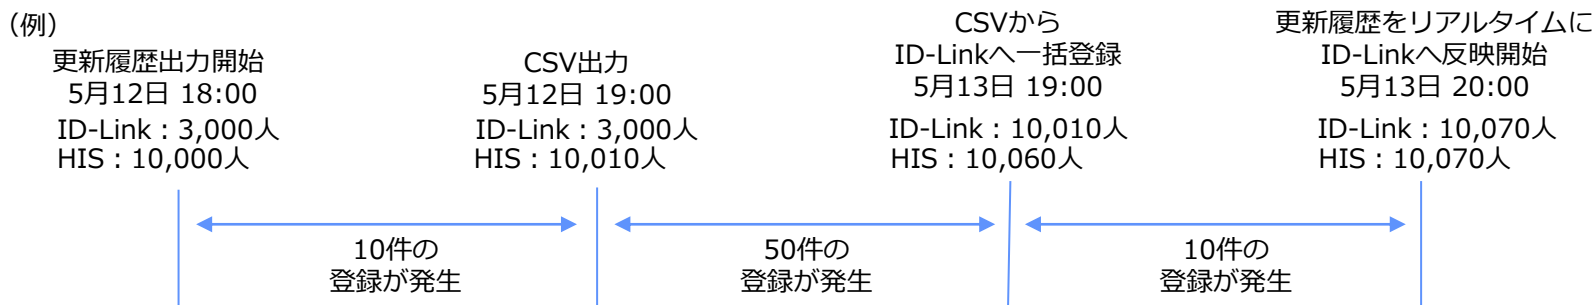 （例）
更新履歴出力開始
5月12日 18:00
ID-Link：3,000人
HIS：10,000人
CSV出力
5月12日 19:00
ID-Link：3,000人
HIS：10,010人
CSVから
ID-Linkへ一括登録
5月13日 19:00
ID-Link：10,010人
HIS：10,060人
更新履歴をリアルタイムに
ID-Linkへ反映開始
5月13日 20:00
ID-Link：10,070人
HIS：10,070人
10件の
登録が発生
50件の
登録が発生
10件の
登録が発生